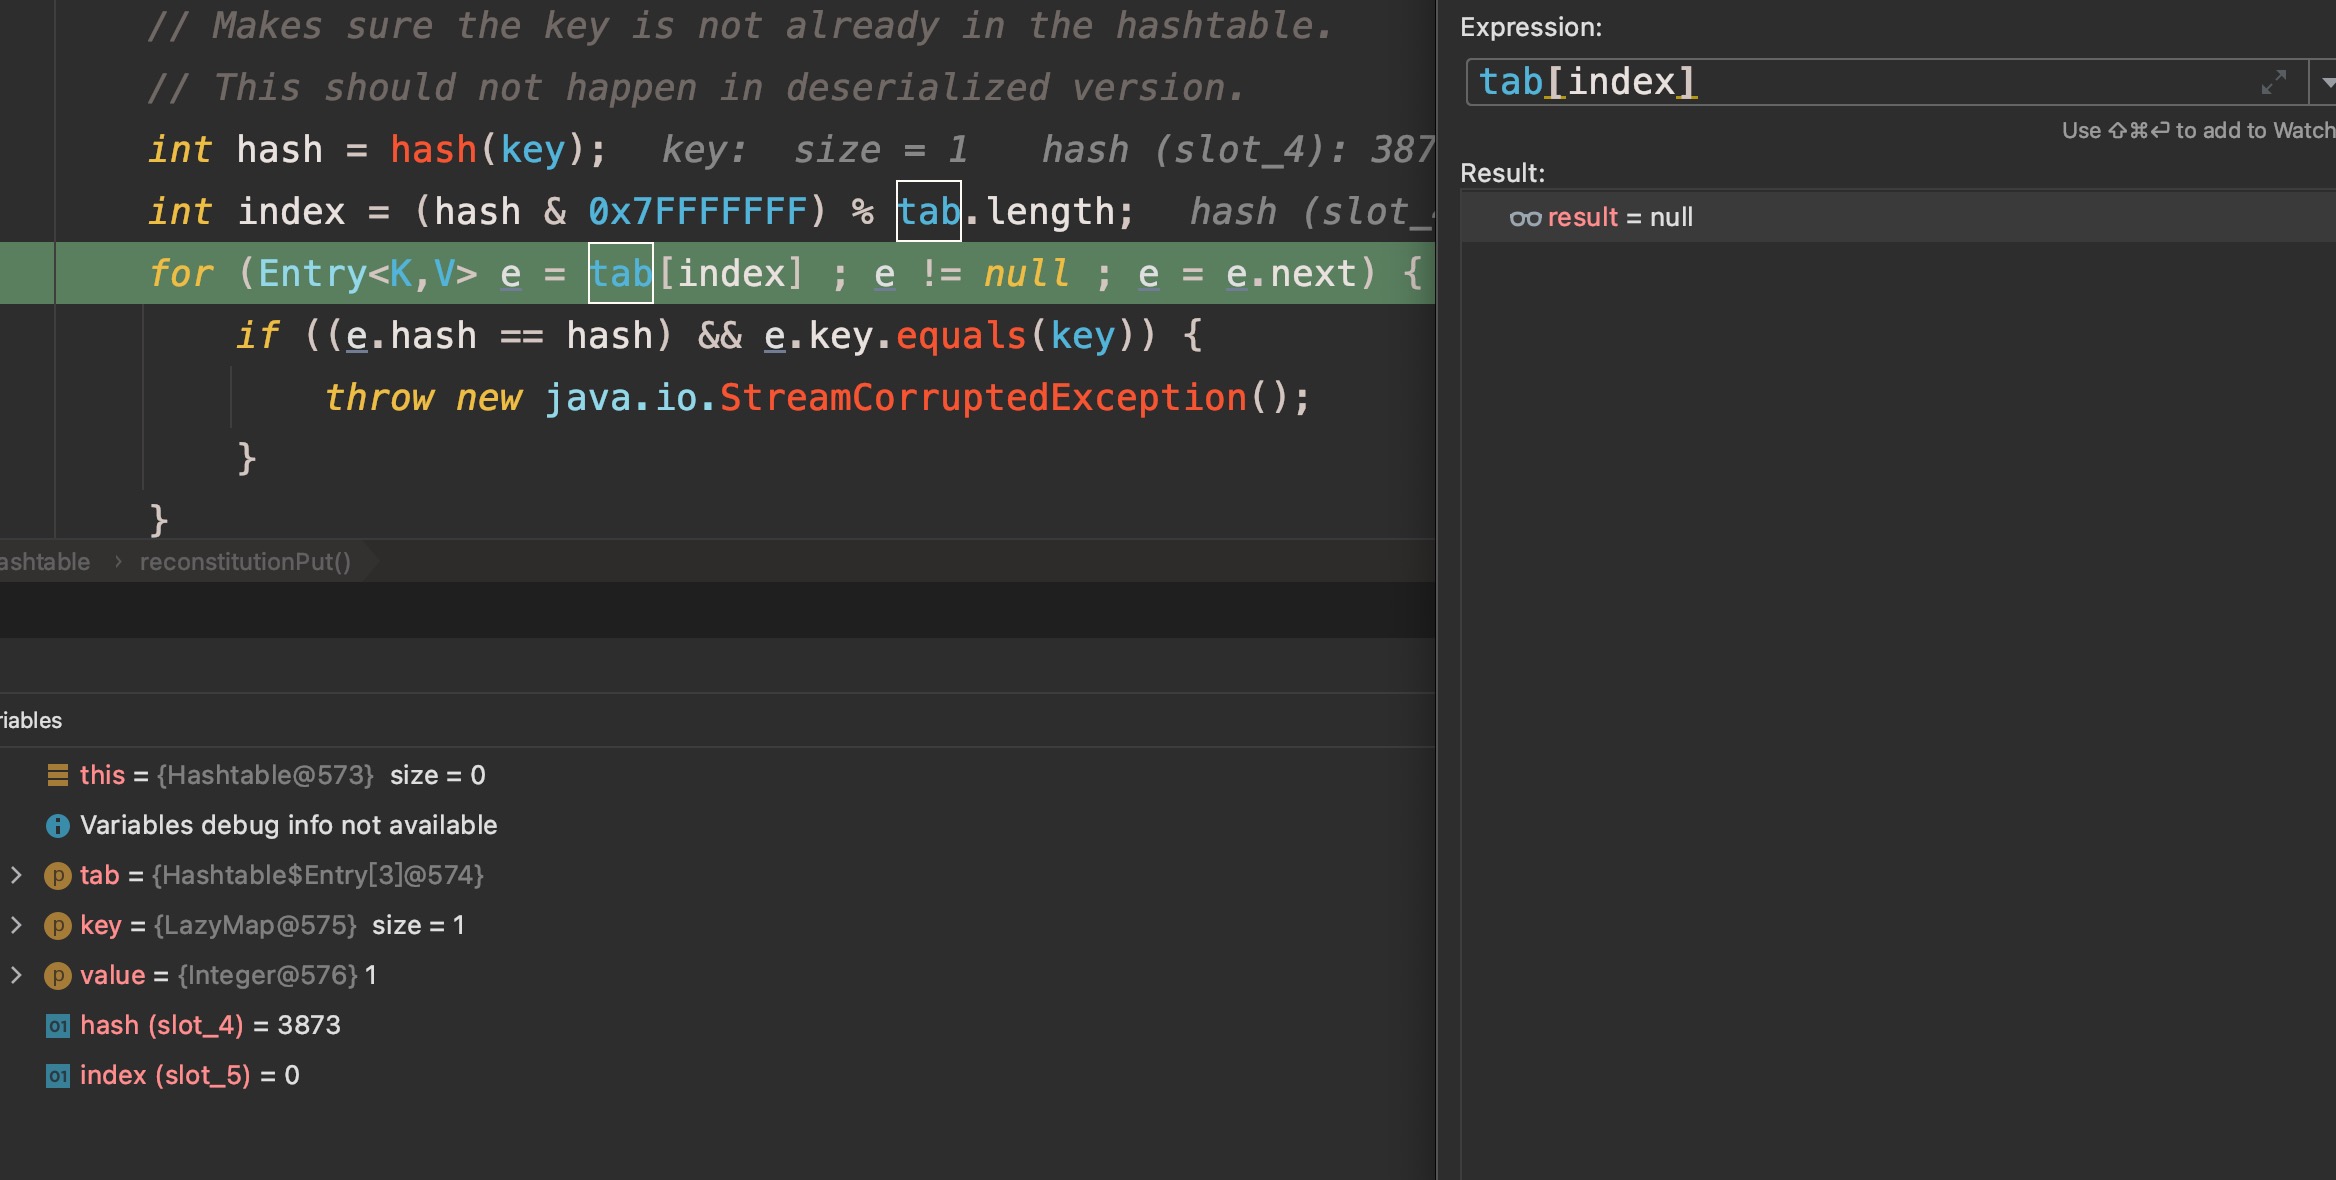 // Makes sure the key is not already in the hashtable.
// This should not happen in deserialized version.
int hash = hash(key);   key:  size = 1   hash (slot_4): 387
int index = (hash & 0x7FFFFFFF) % tab.length;   hash (slot_
for (Entry<K,V> e = tab[index] ; e != null ; e = e.next) {
if ((e.hash == hash) && e.key.equals(key)) {
throw new java.io.StreamCorruptedException();
}
}
ashtable > reconstitutionPut()
riables
this = {Hashtable@573} size = 0
Variables debug info not available
tab = {Hashtable$Entry[3]@574}
key = {LazyMap@575} size = 1
value = {Integer@576} 1
hash (slot_4) = 3873
index (slot_5) = 0
Expression:
tab[index]
Use ⇧⌘↩ to add to Watch
Result:
result = null